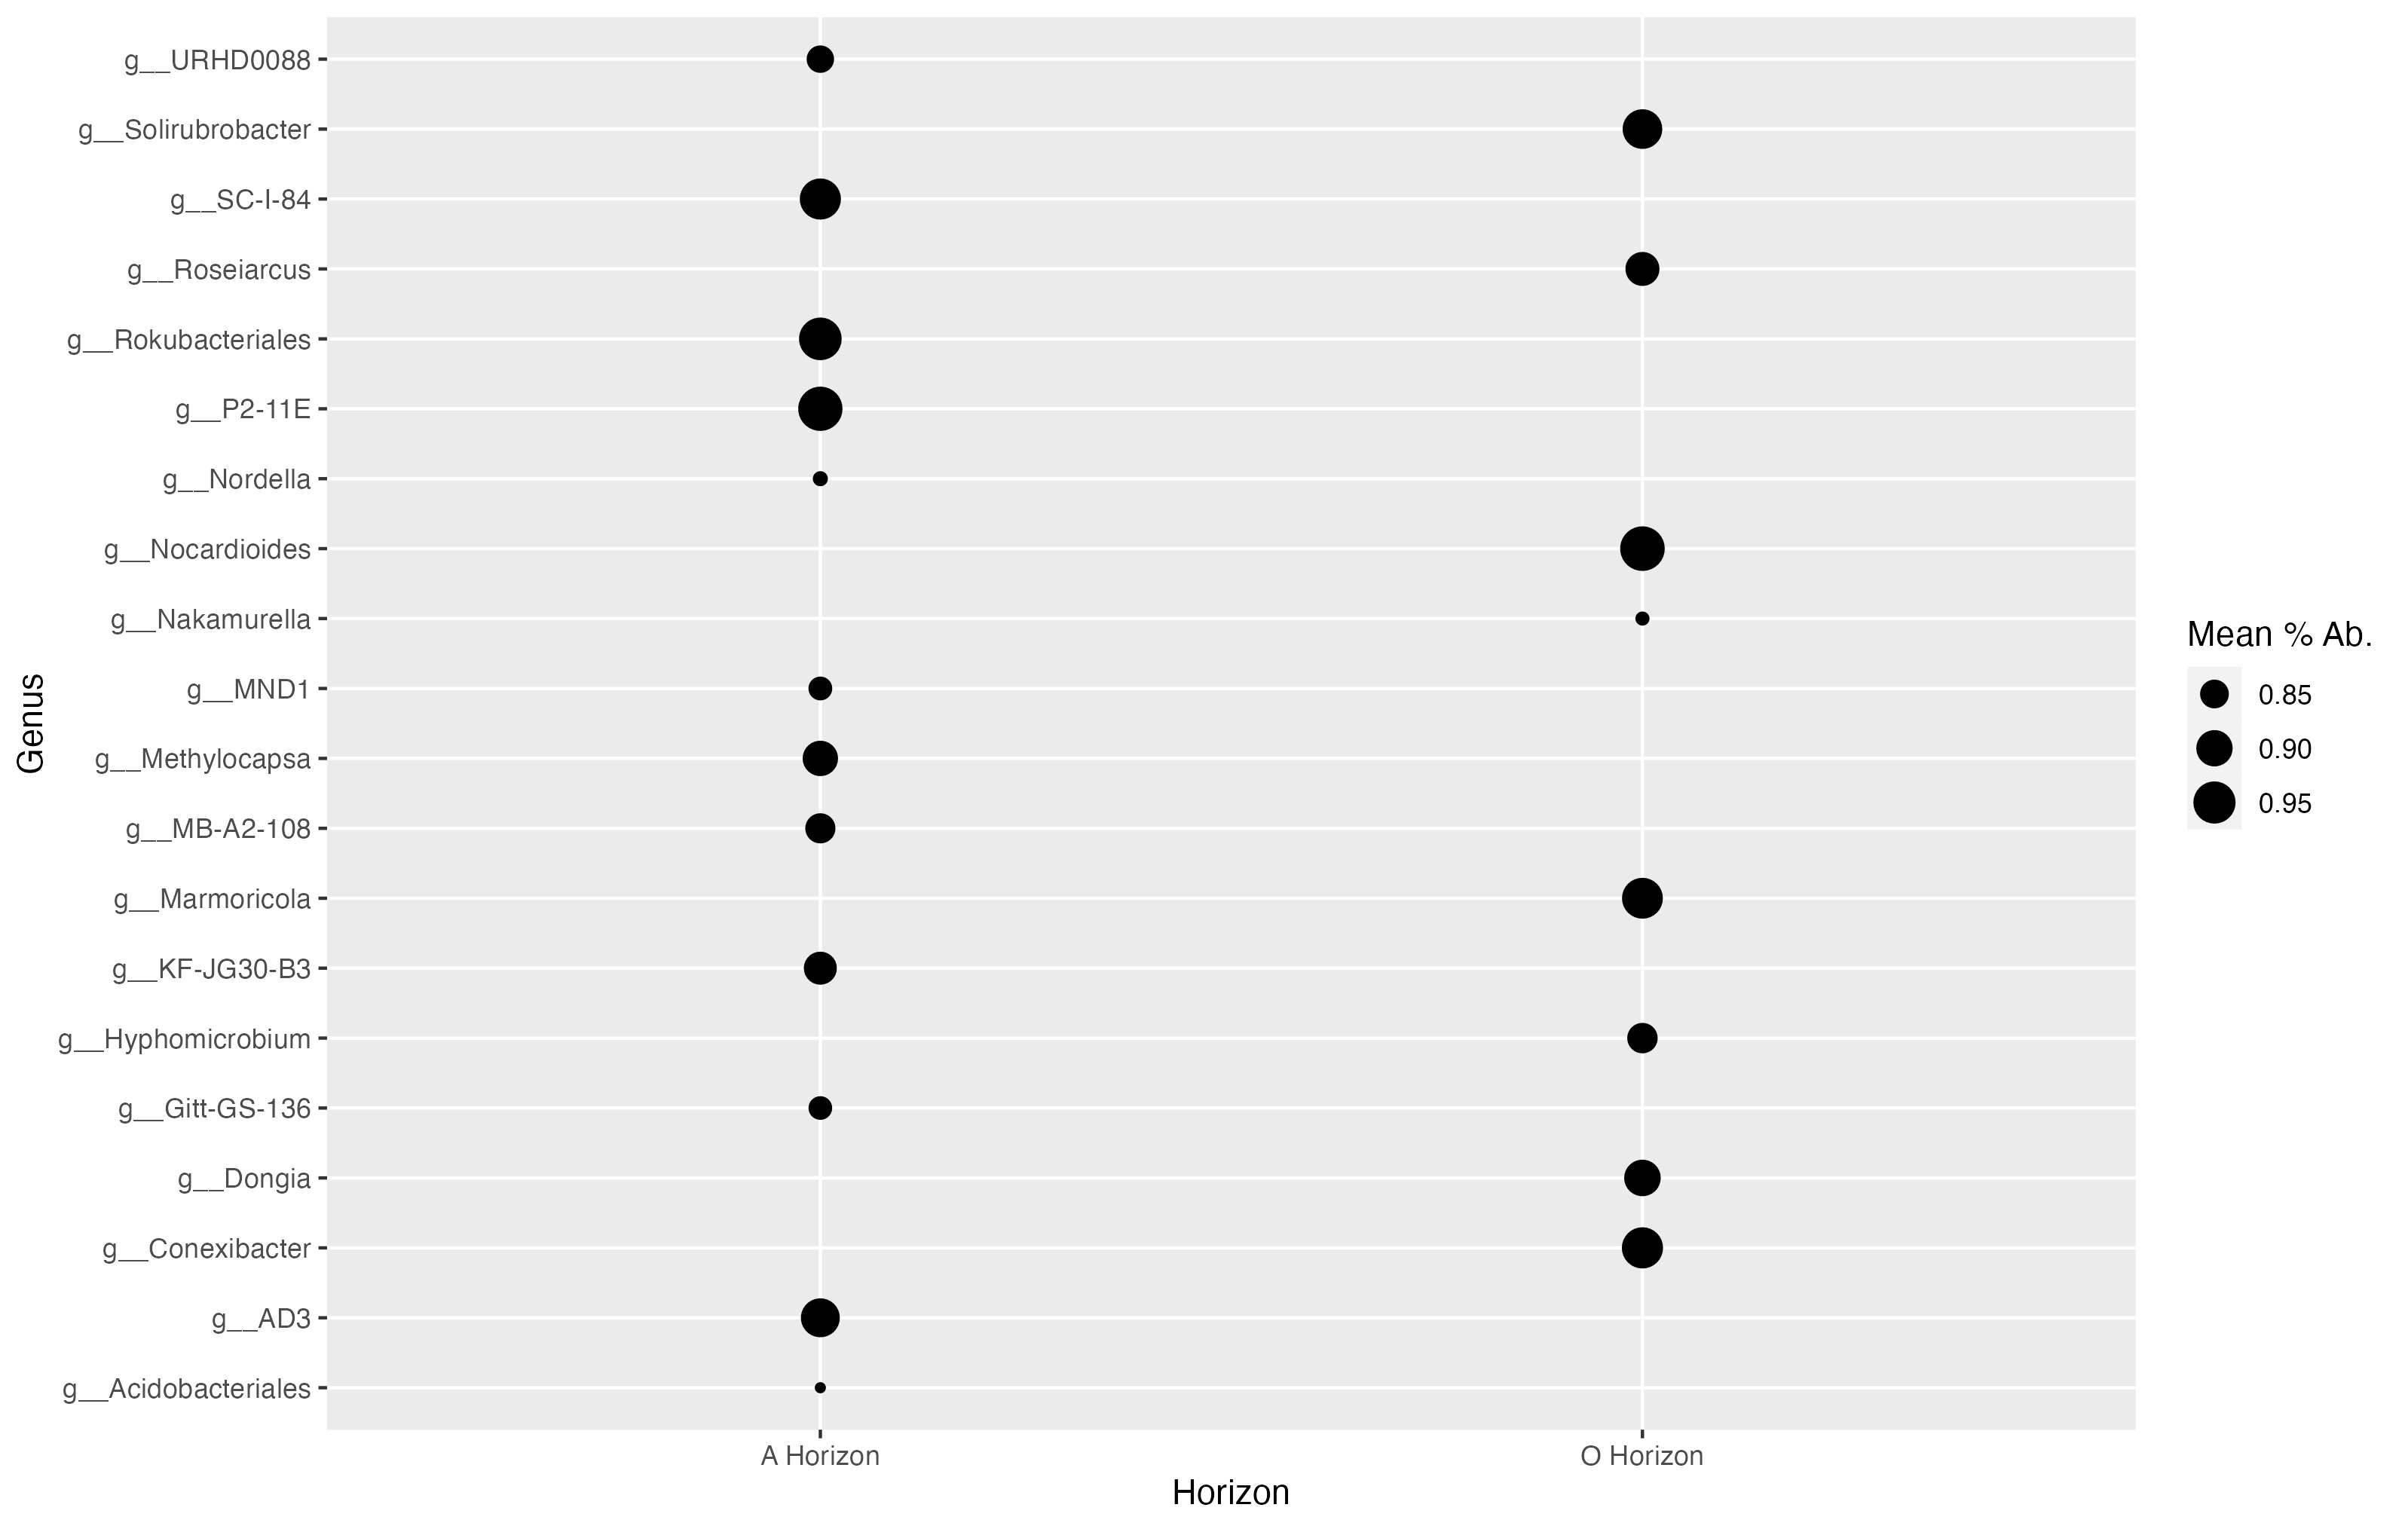 g__URHD0088
g__Solirubrobacter
g__SC-I-84
g__Roseiarcus
g__Rokubacteriales
g__P2-11E
g__Nordella
g__Nocardioides
g__Nakamurella
g__MND1
g__Methylocapsa
g__MB-A2-108
g__Marmoricola
g__KF-JG30-B3
g__Hyphomicrobium
g__Gitt-GS-136
g__Dongia
g__Conexibacter
g__AD3
g__Acidobacteriales
Genus
A Horizon
O Horizon
Horizon
Mean % Ab.
0.85
0.90
0.95